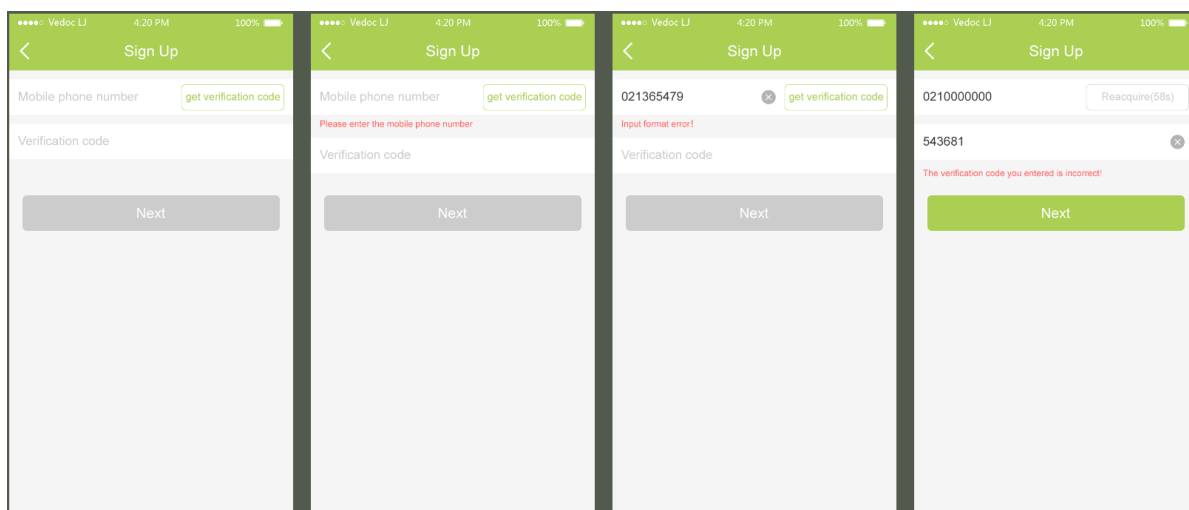 Vedoc LJ 4:20 PM 100%
Sign Up
Mobile phone number get verification code
Verification code
Next
Vedoc LJ 4:20 PM 100%
Sign Up
Mobile phone number get verification code
Please enter the mobile phone number
Verification code
Next
Vedoc LJ 4:20 PM 100%
Sign Up
021365479 get verification code
Input format error!
Verification code
Next
Vedoc LJ 4:20 PM 100%
Sign Up
0210000000 Reacquire(58s)
543681
The verification code you entered is incorrect!
Next